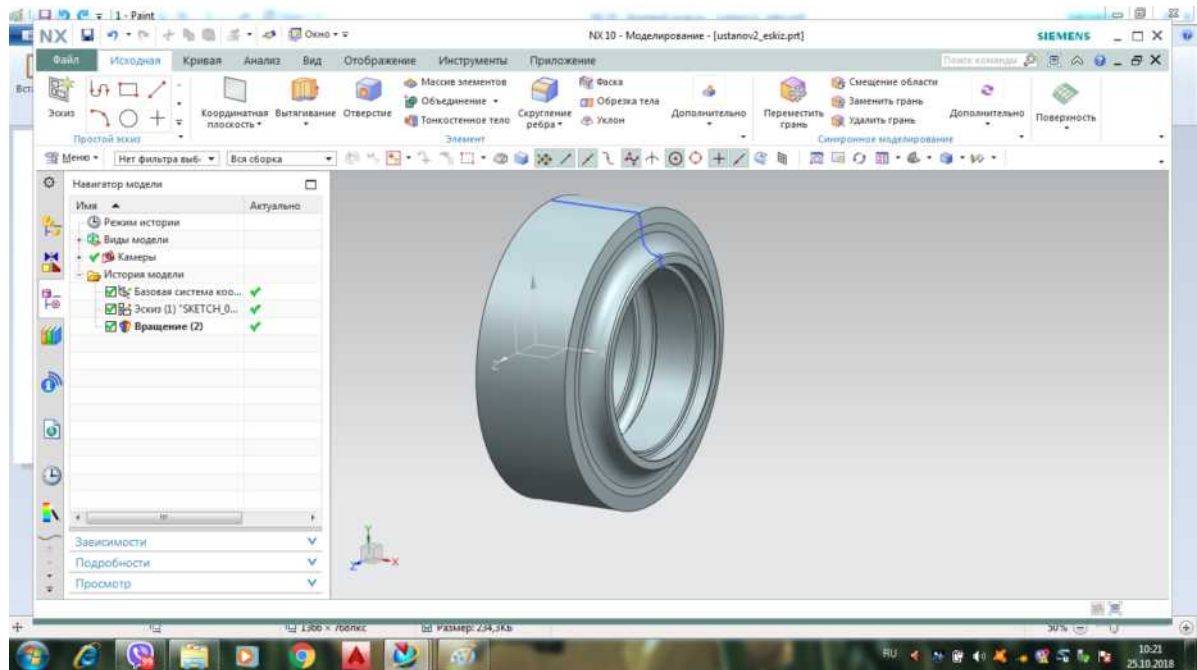 1 - Paint
NX Окно NX 10 - Моделирование - [ustanov2_eskiz.prt] SIEMENS
Файл Исходная Кривая Анализ Вид Отображение Инструменты Приложение Поиск команды
Эскиз Координатная плоскость Вытягивание Отверстие Массив элементов Объединение Тонкостенное тело Скругление ребра Фаска Обрезка тела Уклон Дополнительно Переместить грань Смещение области Заменить грань Удалить грань Дополнительно Поверхность
Простой эскиз Элемент Синхронное моделирование
Меню Нет фильтра выб Вся сборка
Навигатор модели
Имя Актуально
Режим истории
Виды модели
Камеры
История модели
Базовая система коо...
Эскиз (1) "SKETCH_0...
Вращение (2)
Зависимости
Подробности
Просмотр
Y
Z X
Z
1366 × 768пкс Размер: 234,3КБ 50%
RU 10:21
25.10.2018